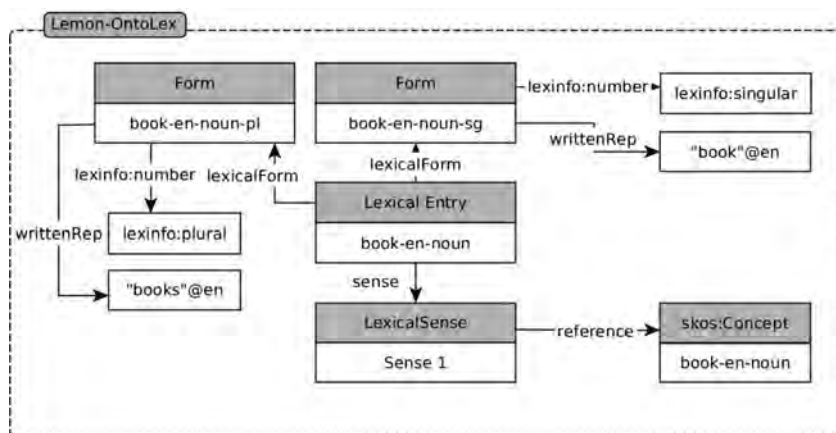 Lemon-OntoLex
Form
book-en-noun-pl
Form
book-en-noun-sg
lexinfo:number
lexinfo:singular
writtenRep
"book"@en
lexinfo:number
lexicalForm
lexicalForm
Lexical Entry
book-en-noun
writtenRep
lexinfo:plural
"books"@en
sense
LexicalSense
Sense 1
reference
skos:Concept
book-en-noun